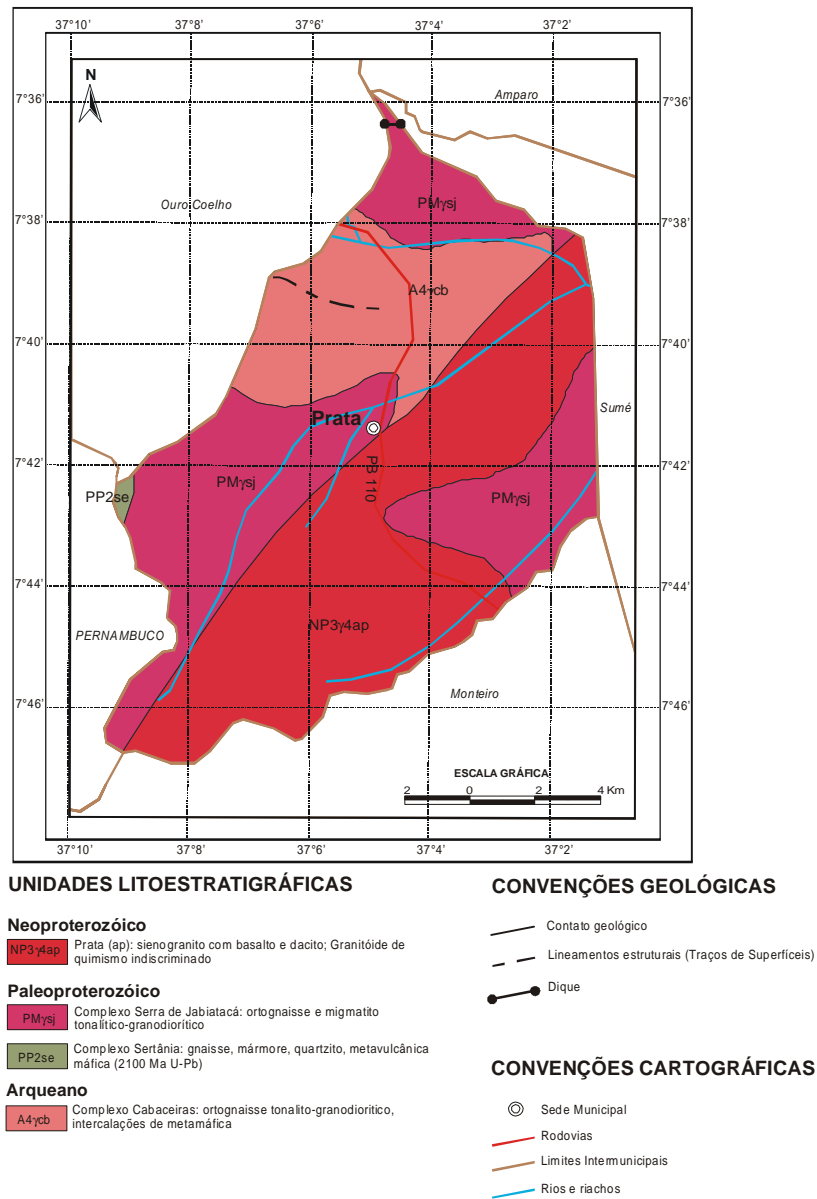 37°10' 37°8' 37°6' 37°4' 37°2'
N
7°36' Amparo 7°36'
Ouro Coelho PMγsj
7°38' 7°38'
A4γcb
7°40' 7°40'
Prata Sumé
7°42' 7°42'
PP2se PMγsj PB 110 PMγsj
7°44' 7°44'
NP3γ4ap
PERNAMBUCO
Monteiro
7°46' 7°46'
ESCALA GRÁFICA
2 0 2 4 Km
37°10' 37°8' 37°6' 37°4' 37°2'
UNIDADES LITOESTRATIGRÁFICAS
Neoproterozóico
NP3γ4ap Prata (ap): sienogranito com basalto e dacito; Granitóide de
quimismo indiscriminado
Paleoproterozóico
PMγsj Complexo Serra de Jabiatacá: ortognaisse e migmatito
tonalítico-granodiorítico
PP2se Complexo Sertânia: gnaisse, mármore, quartzito, metavulcânica
máfica (2100 Ma U-Pb)
Arqueano
A4γcb Complexo Cabaceiras: ortognaisse tonalito-granodioritico,
intercalações de metamáfica
CONVENÇÕES GEOLÓGICAS
Contato geológico
Lineamentos estruturais (Traços de Superfíceis)
Dique
CONVENÇÕES CARTOGRÁFICAS
Sede Municipal
Rodovias
Limites Intermunicipais
Rios e riachos